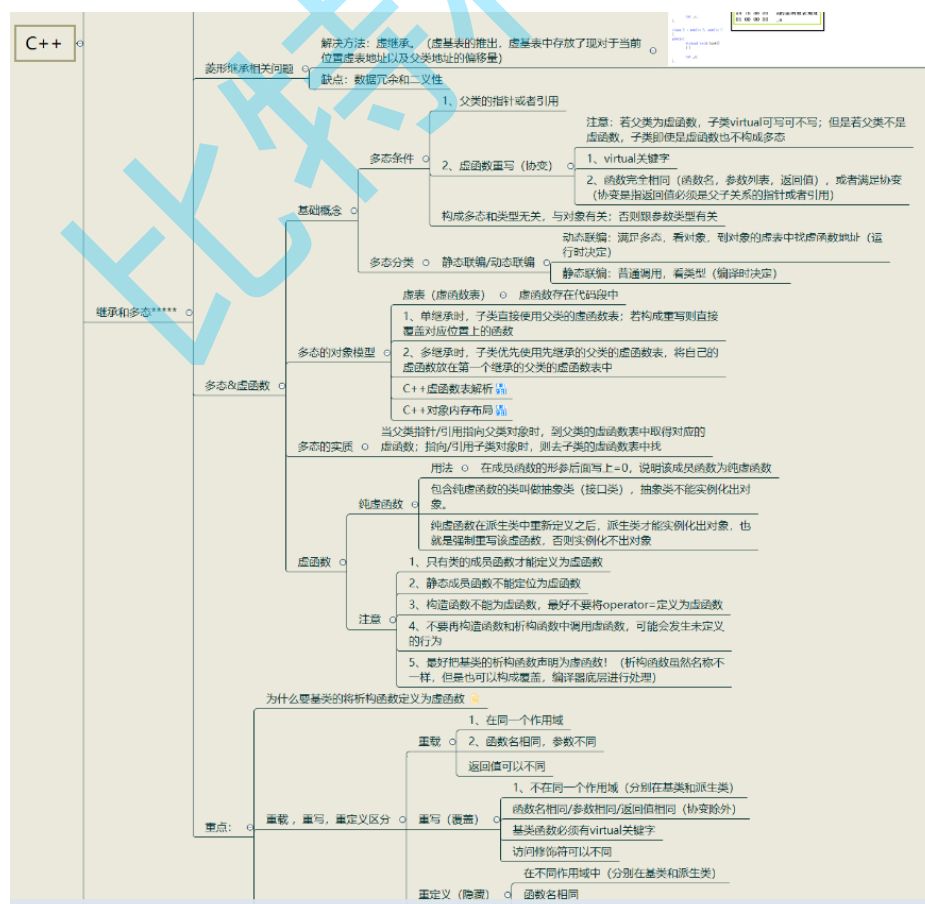 C++
解决方法：虚继承。（虚基表的推出，虚基表中存放了现对于当前
位置虚表地址以及父类地址的偏移量）
菱形继承相关问题
缺点：数据冗余和二义性
1、父类的指针或者引用
注意：若父类为虚函数，子类virtual可写可不写；但是若父类不是
虚函数，子类即使是虚函数也不构成多态
多态条件
2、虚函数重写（协变）
1、virtual关键字
2、函数完全相同（函数名，参数列表，返回值），或者满足协变
（协变是指返回值必须是父子关系的指针或者引用）
基础概念
构成多态和类型无关，与对象有关；否则跟参数类型有关
动态联编：满足多态，看对象，到对象的虚表中找虚函数地址（运
行时决定）
多态分类
静态联编/动态联编
静态联编：普通调用，看类型（编译时决定）
继承和多态*****
虚表（虚函数表）
虚函数存在代码段中
1、单继承时，子类直接使用父类的虚函数表；若构成重写则直接
覆盖对应位置上的函数
多态的对象模型
2、多继承时，子类优先使用先继承的父类的虚函数表，将自己的
虚函数放在第一个继承的父类的虚函数表中
多态&虚函数
C++虚函数表解析
C++对象内存布局
当父类指针/引用指向父类对象时，到父类的虚函数表中取得对应的
虚函数；指向/引用子类对象时，则去子类的虚函数表中找
多态的实质
用法
在成员函数的形参后面写上=0，说明该成员函数为纯虚函数
纯虚函数
包含纯虚函数的类叫做抽象类（接口类），抽象类不能实例化出对
象。
纯虚函数在派生类中重新定义之后，派生类才能实例化出对象，也
就是强制重写该虚函数，否则实例化不出对象
虚函数
1、只有类的成员函数才能定义为虚函数
2、静态成员函数不能定位为虚函数
3、构造函数不能为虚函数，最好不要将operator=定义为虚函数
注意
4、不要再构造函数和析构函数中调用虚函数，可能会发生未定义
的行为
5、最好把基类的析构函数声明为虚函数！（析构函数虽然名称不
一样，但是也可以构成覆盖，编译器底层进行处理）
为什么要基类的将析构函数定义为虚函数
1、在同一个作用域
重载
2、函数名相同，参数不同
返回值可以不同
1、不在同一个作用域（分别在基类和派生类）
函数名相同/参数相同/返回值相同（协变除外）
重点：
重载 ，重写，重定义区分
重写（覆盖）
基类函数必须有virtual关键字
访问修饰符可以不同
在不同作用域中（分别在基类和派生类）
重定义（隐藏）
函数名相同
比特